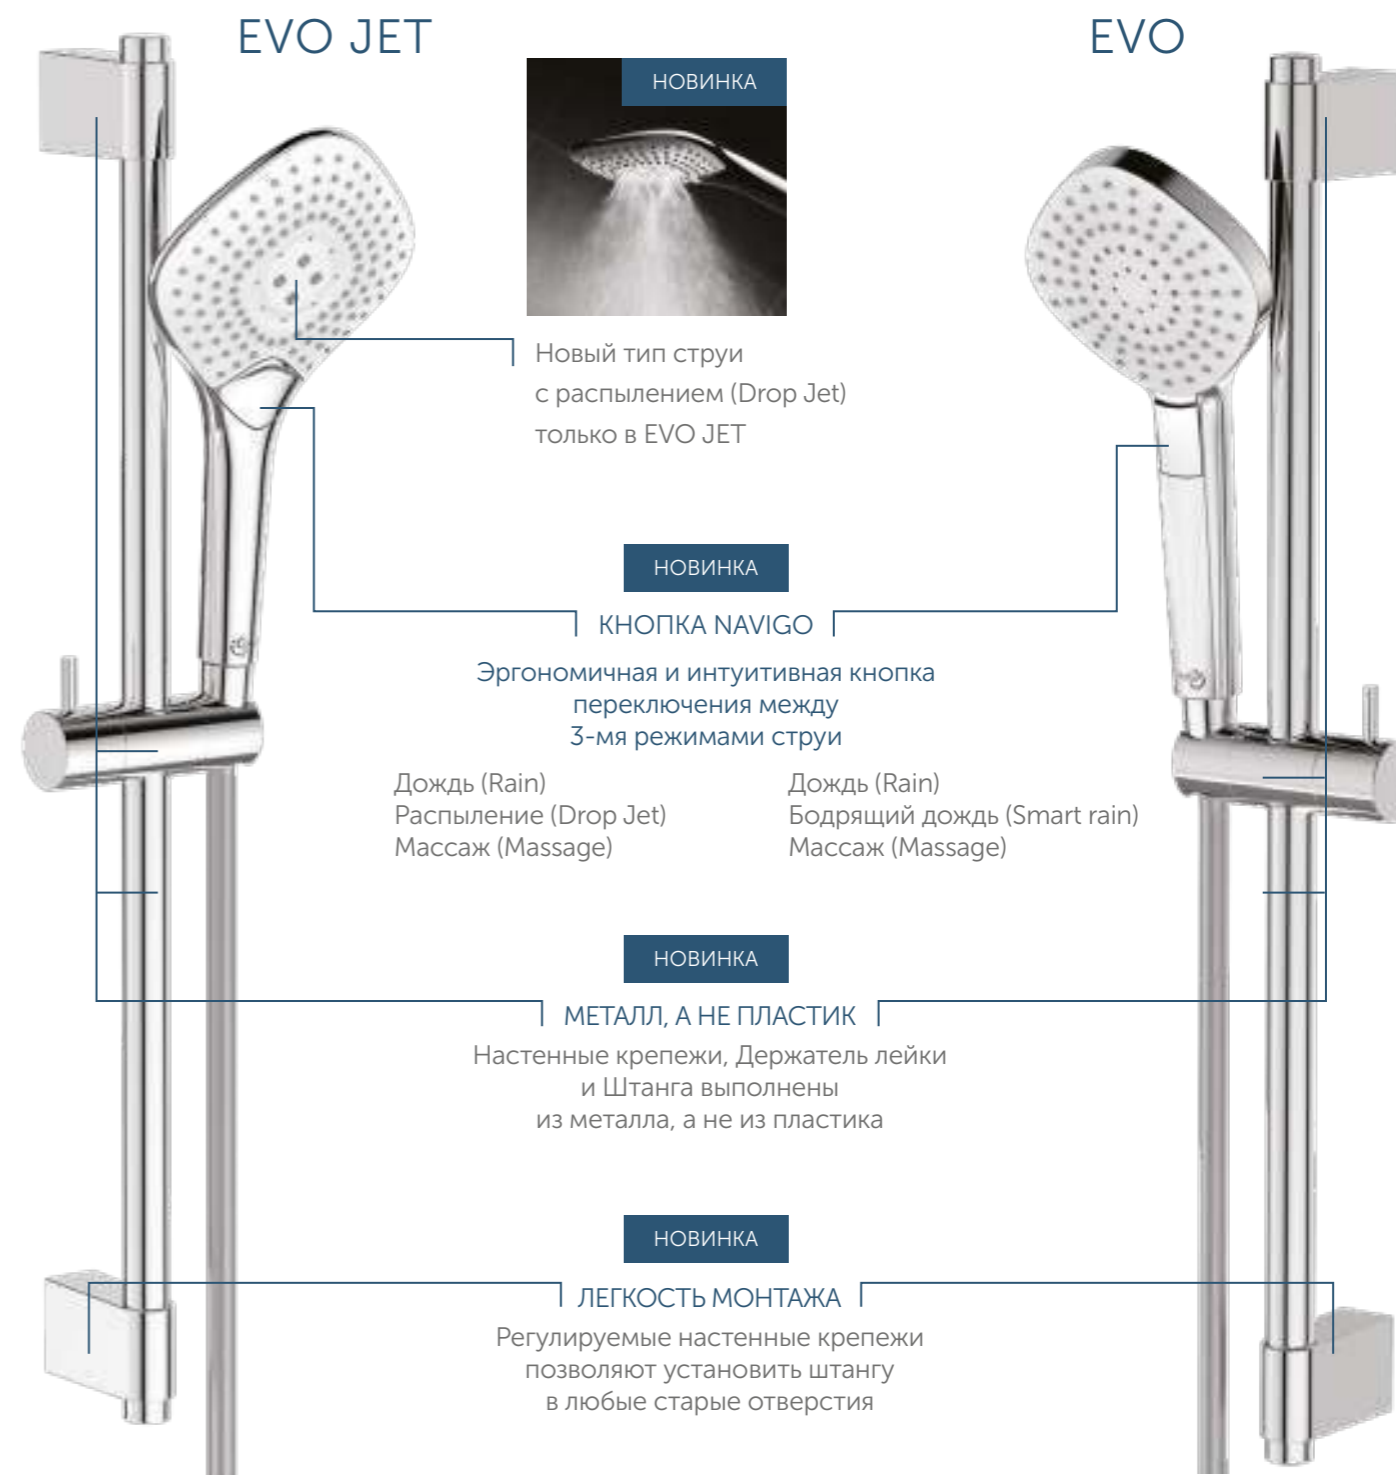 EVO JET
EVO
НОВИНКА
Новый тип струи
с распылением (Drop Jet)
только в EVO JET
НОВИНКА
КНОПКА NAVIGO
Эргономичная и интуитивная кнопка
переключения между
3-мя режимами струи
Дождь (Rain)
Распыление (Drop Jet)
Массаж (Massage)
Дождь (Rain)
Бодрящий дождь (Smart rain)
Массаж (Massage)
НОВИНКА
МЕТАЛЛ, А НЕ ПЛАСТИК
Настенные крепежи, Держатель лейки
и Штанга выполнены
из металла, а не из пластика
НОВИНКА
ЛЕГКОСТЬ МОНТАЖА
Регулируемые настенные крепежи
позволяют установить штангу
в любые старые отверстия